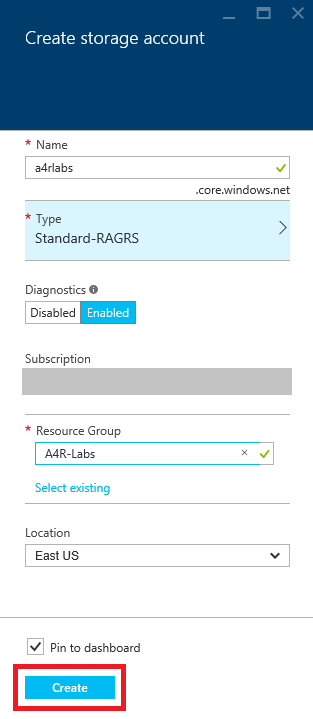 Create storage account
* Name
a4rlabs
.core.windows.net
* Type
Standard-RAGRS
Diagnostics
Disabled Enabled
Subscription
* Resource Group
A4R-Labs
Select existing
Location
East US
Pin to dashboard
Create